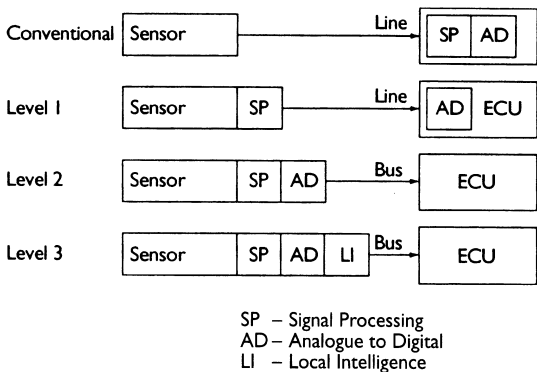 Conventional Sensor Line SP AD
Level 1 Sensor SP Line AD ECU
Level 2 Sensor SP AD Bus ECU
Level 3 Sensor SP AD LI Bus ECU
SP – Signal Processing
AD – Analogue to Digital
LI – Local Intelligence